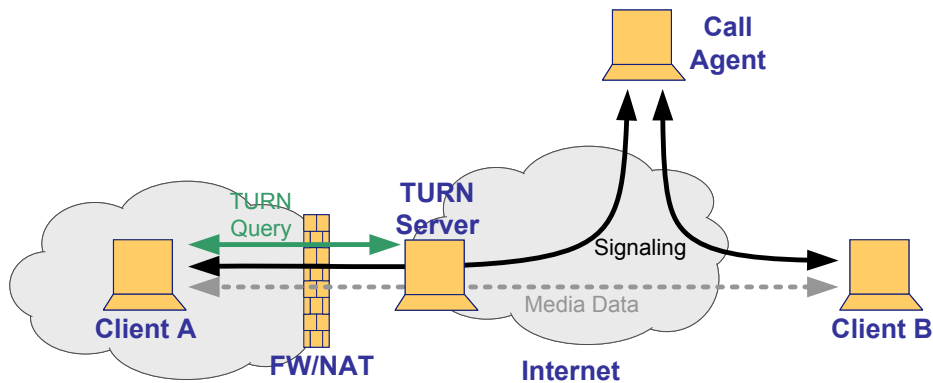 Call
Agent
TURN
Query
TURN
Server
Signaling
Media Data
Client A
Client B
FW/NAT
Internet